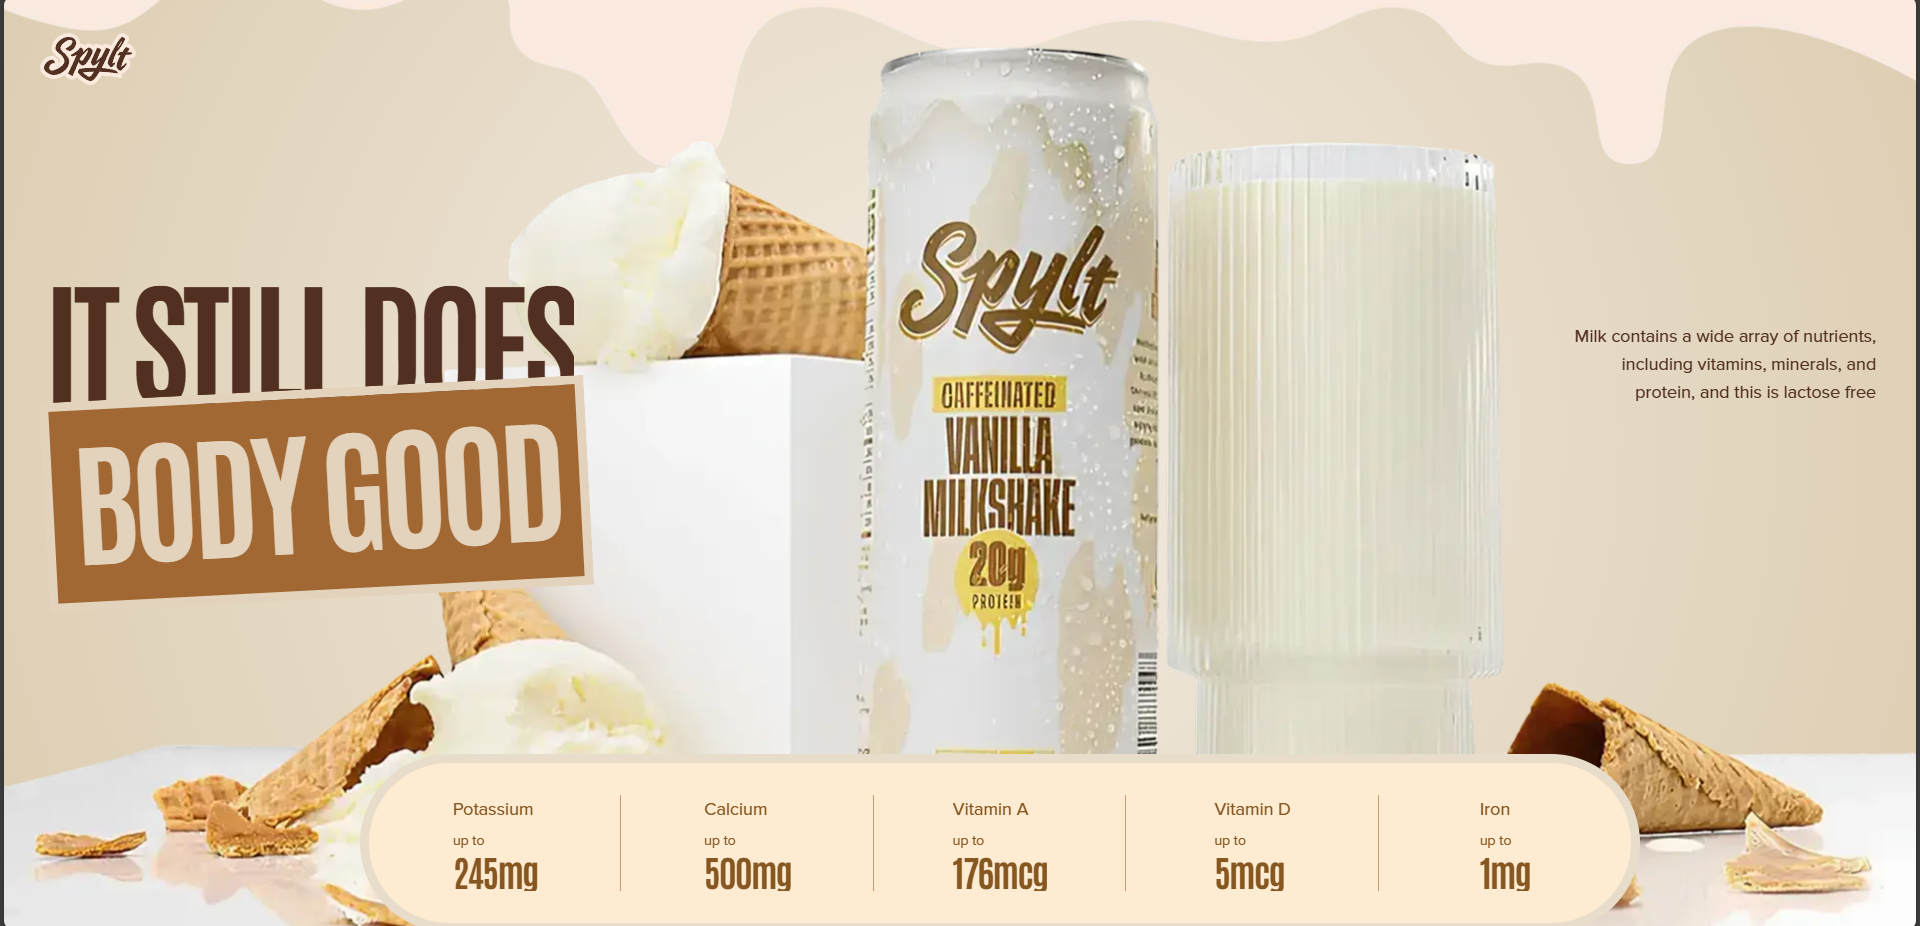 Spylt
IT STILL DOES
BODY GOOD
Spylt
CAFFEINATED
VANILLA
MILKSHAKE
20g
PROTEIN
Milk contains a wide array of nutrients,
including vitamins, minerals, and
protein, and this is lactose free
Potassium
up to
245mg
Calcium
up to
500mg
Vitamin A
up to
176mcg
Vitamin D
up to
5mcg
Iron
up to
1mg